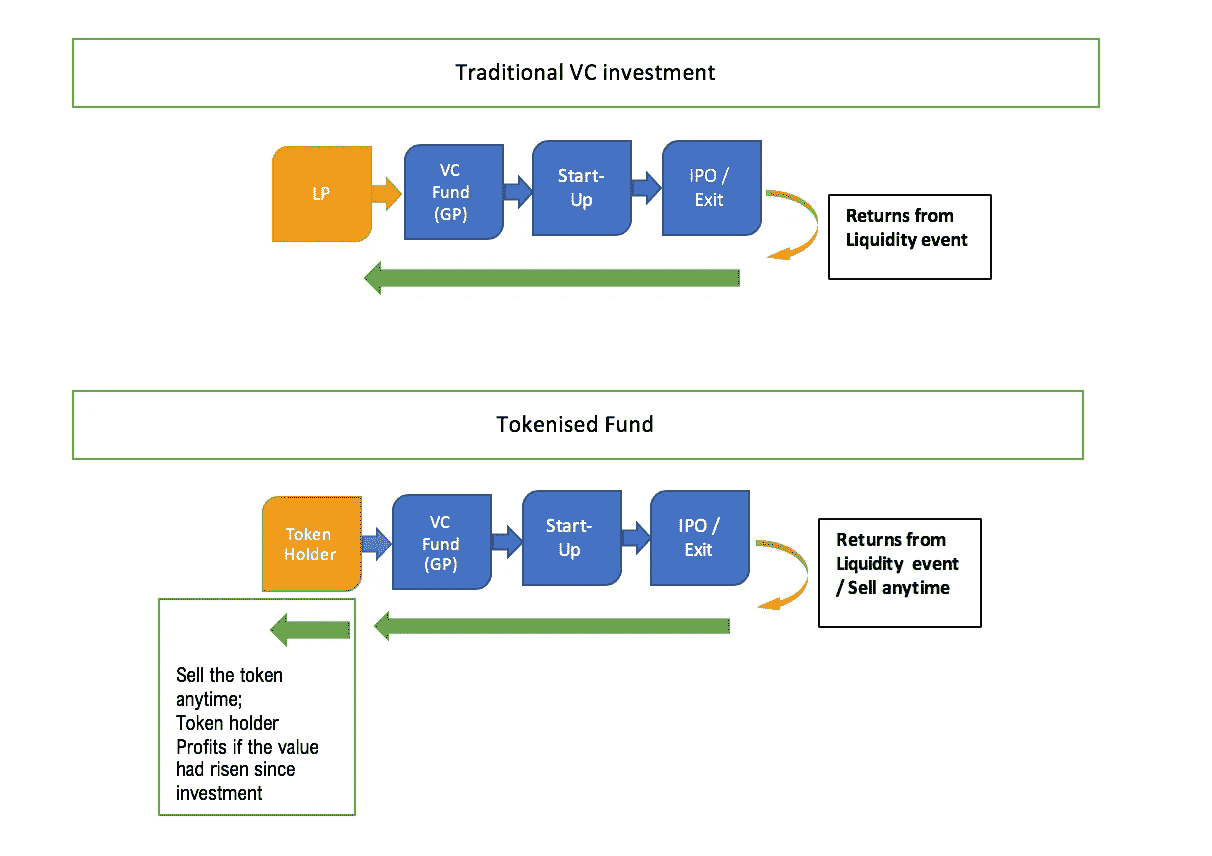 Traditional VC investment
LP
VC
Fund
(GP)
Start-
Up
IPO /
Exit
Returns from
Liquidity event
Tokenised Fund
Token
Holder
VC
Fund
(GP)
Start-
Up
IPO /
Exit
Returns from
Liquidity event
/ Sell anytime
Sell the token
anytime;
Token holder
Profits if the value
had risen since
investment